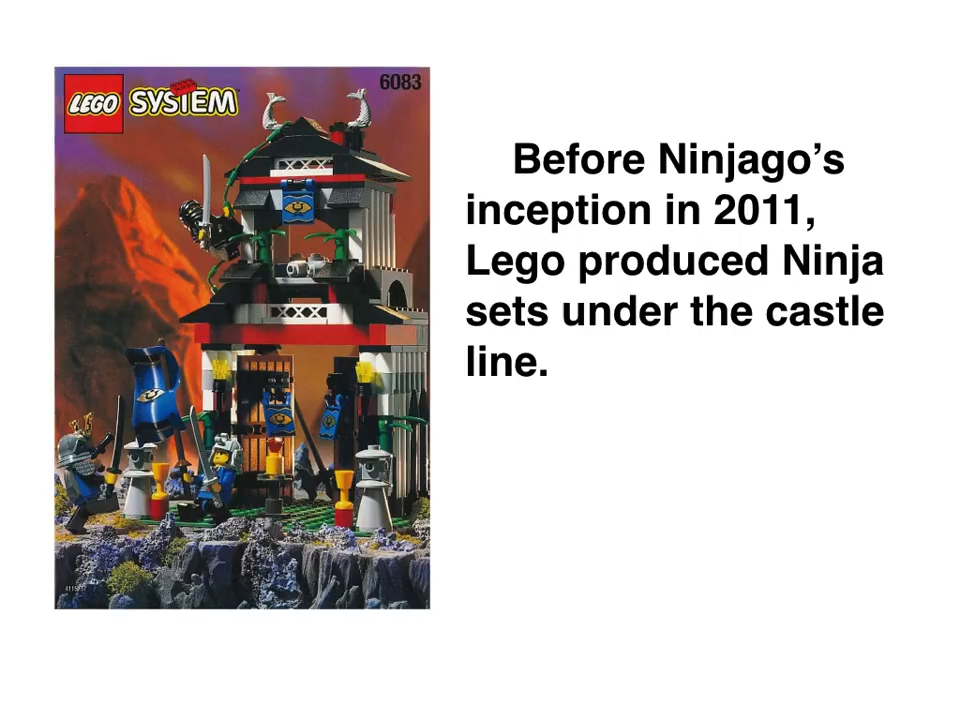 LEGO SYSTEM
6083
Before Ninjago’s
inception in 2011,
Lego produced Ninja
sets under the castle
line.